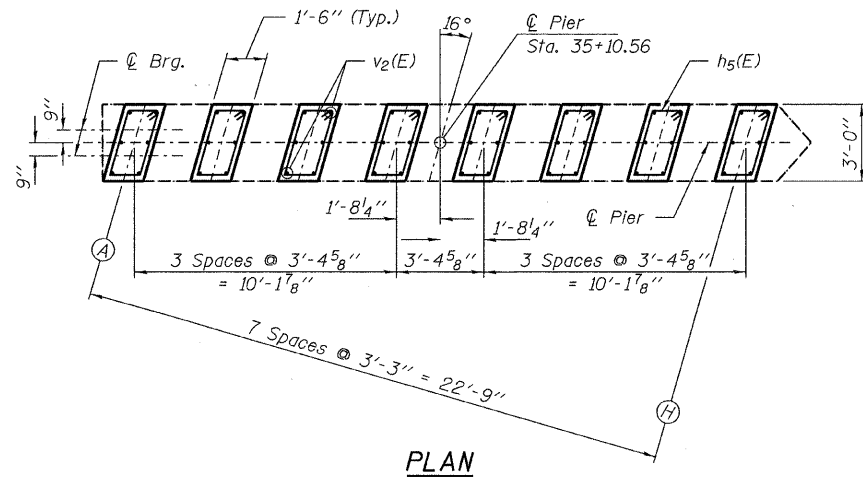 1'-6" (Typ.)
16°
℄ Pier
Sta. 35+10.56
℄ Brg.
v2(E)
h5(E)
9"
9"
3'-0"
℄ Pier
1'-8¼"
1'-8¼"
3 Spaces @ 3'-4⅝"
= 10'-1⅞"
3'-4⅝"
3 Spaces @ 3'-4⅝"
= 10'-1⅞"
A
7 Spaces @ 3'-3" = 22'-9"
H
PLAN